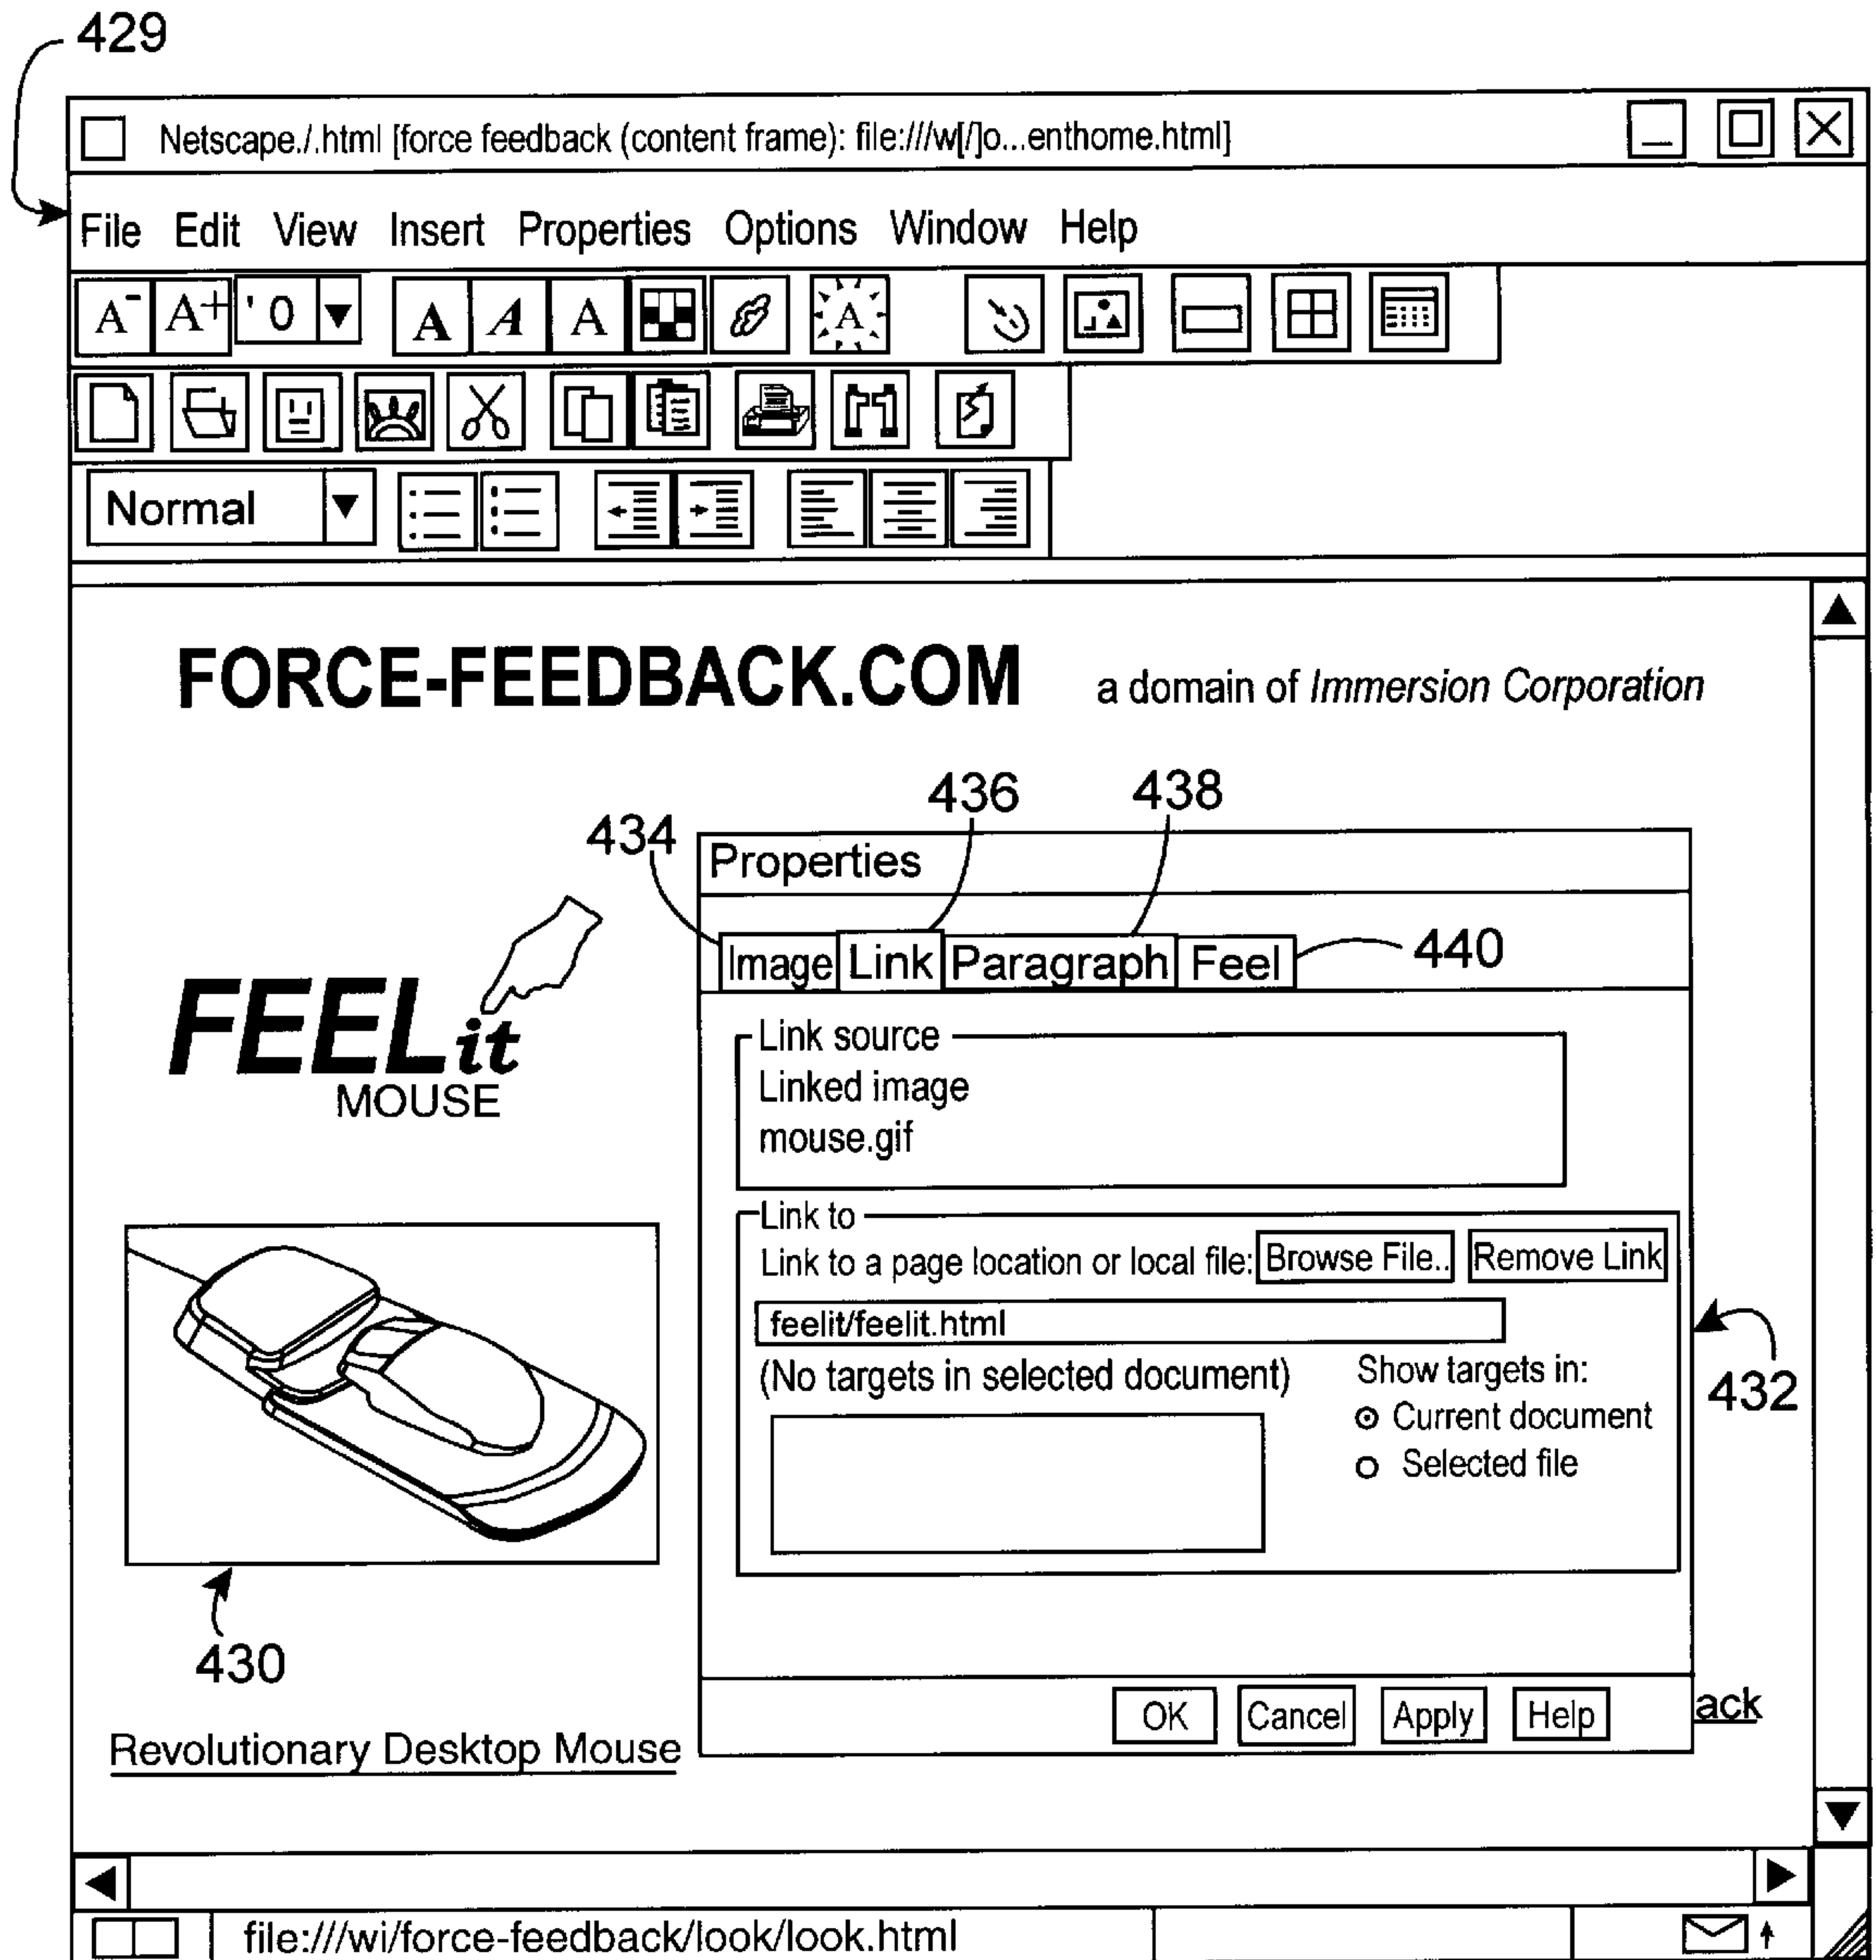 429
Netscape./.html [force feedback (content frame): file:///w[/]o...enthome.html]
File Edit View Insert Properties Options Window Help
A- A+ ' 0 A A A A
Normal
FORCE-FEEDBACK.COM a domain of Immersion Corporation
434 436 438
Properties
Image Link Paragraph Feel 440
FEELit
MOUSE
Link source
Linked image
mouse.gif
Link to
Link to a page location or local file: Browse File.. Remove Link
feelit/feelit.html
(No targets in selected document) Show targets in:
Current document
Selected file
432
430
OK Cancel Apply Help ack
Revolutionary Desktop Mouse
file:///wi/force-feedback/look/look.html